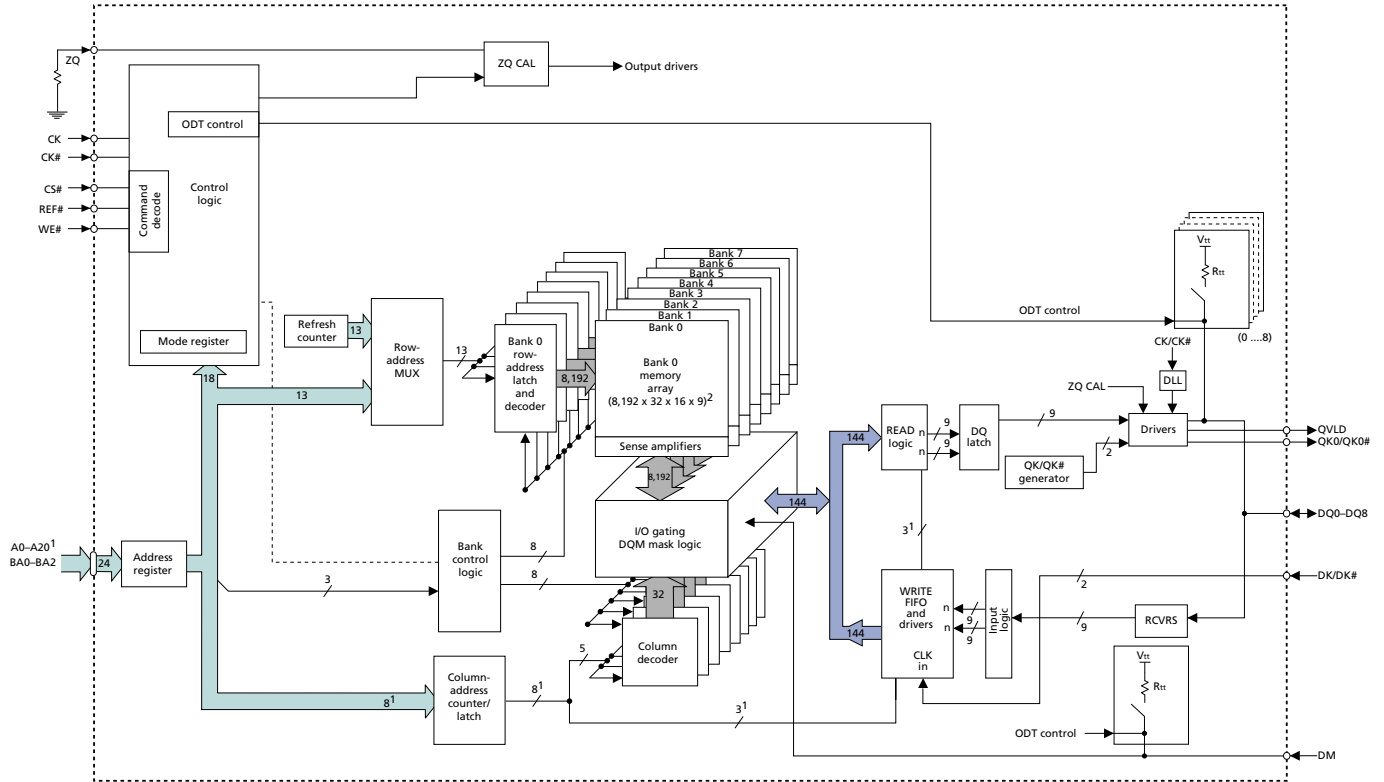 ZQ
ZQ CAL
Output drivers
ODT control
CK
CK#
CS#
REF#
WE#
Command
decode
Control
logic
Mode register
18
Refresh
counter
13
Row-
address
MUX
13
13
Bank 0
row-
address
latch
and
decoder
8,192
Bank 7
Bank 6
Bank 5
Bank 4
Bank 3
Bank 2
Bank 1
Bank 0
Bank 0
memory
array
(8,192 x 32 x 16 x 9)²
Sense amplifiers
8,192
I/O gating
DQM mask logic
32
Column
decoder
A0–A20¹
BA0–BA2
24
Address
register
3
Bank
control
logic
8
8
Column-
address
counter/
latch
8¹
8¹
5
3¹
144
144
144
READ
logic
n
n
9
9
DQ
latch
9
3¹
WRITE
FIFO
and
drivers
CLK
in
n
n
9
9
Input
logic
9
RCVRS
2
ODT control
Vtt
Rtt
(0 ....8)
CK/CK#
DLL
ZQ CAL
Drivers
QK/QK#
generator
2
QVLD
QK0/QK0#
DQ0–DQ8
DK/DK#
Vtt
Rtt
ODT control
DM